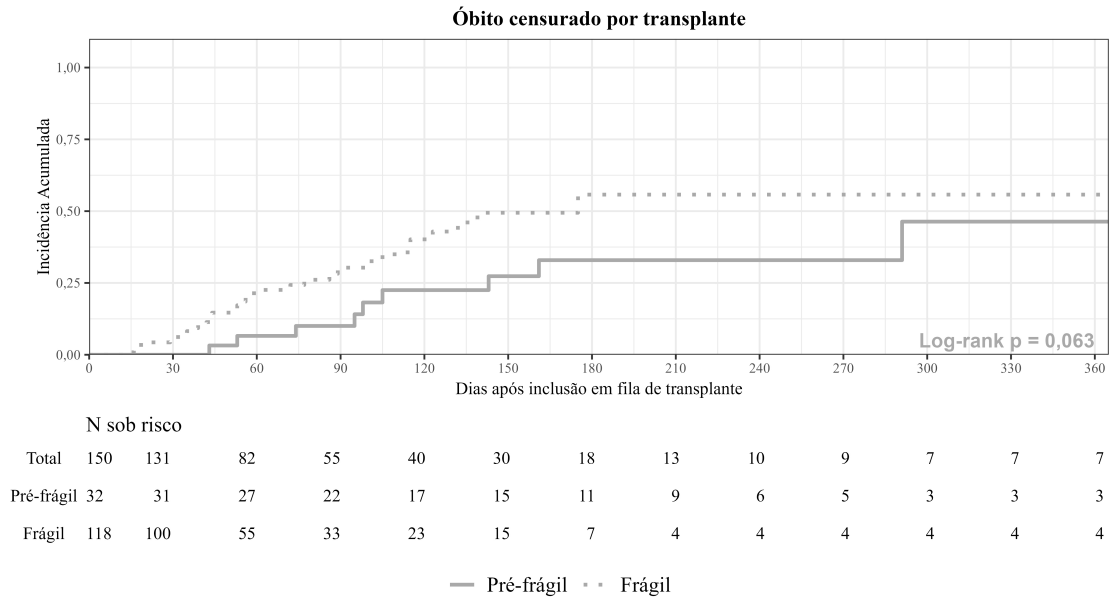 Óbito censurado por transplante
Incidência Acumulada
1,00
0,75
0,50
0,25
0,00
Log-rank p = 0,063
0 30 60 90 120 150 180 210 240 270 300 330 360
Dias após inclusão em fila de transplante
N sob risco
Total 150 131 82 55 40 30 18 13 10 9 7 7 7
Pré-frágil 32 31 27 22 17 15 11 9 6 5 3 3 3
Frágil 118 100 55 33 23 15 7 4 4 4 4 4 4
Pré-frágil Frágil